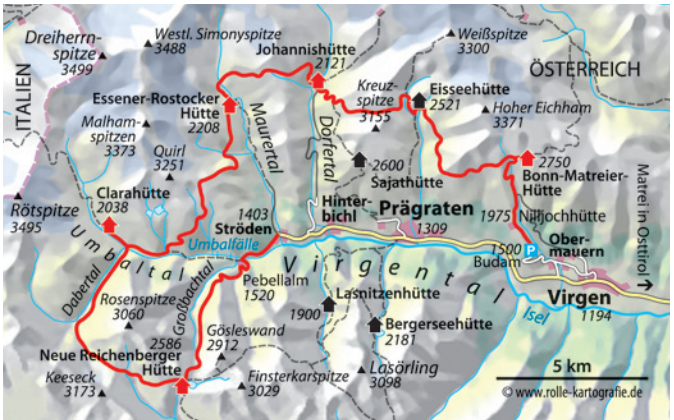 Dreiherrn-
spitze
3499
Westl. Simonyspitze
3488
Johannishütte
2121
Weißspitze
3300
ITALIEN
ÖSTERREICH
Essener-Rostocker
Hütte
2208
Kreuz-
spitze
3155
Eisseehütte
2521
Hoher Eichham
3371
Malham-
spitzen
3373
Quirl
3251
Maurertal
Dorfertal
2600
Sajathütte
2750
Bonn-Matreier-
Hütte
Clarahütte
2038
Rötspitze
3495
1403
Ströden
Hinter-
bichl
Prägraten
1309
1975
Niljochhütte
Matrei in Osttirol
Umbaltal
Umbalfälle
1500
Budam
P
Ober-
mauern
Dabertal
Großbachtal
Pebellalm
1520
Virgental
Virgen
1194
Isel
Rosenspitze
3060
Lasnitzenhütte
1900
Bergerseehütte
2181
2586
Neue Reichenberger
Hütte
Gösleswand
2912
Keeseck
3173
Finsterkarspitze
3029
Lasörling
3098
5 km
© www.rolle-kartografie.de